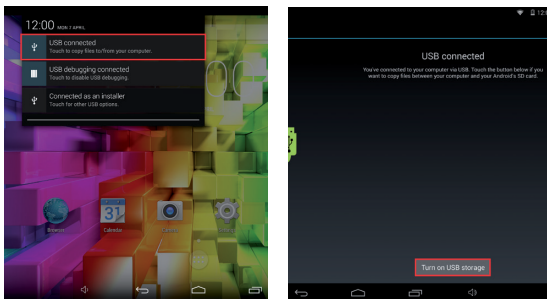 12:00 MON 7 APRIL
USB connected
Touch to copy files to/from your computer.
USB debugging connected
Touch to disable USB debugging.
Connected as an installer
Touch for other USB options.
31
Browser
Calendar
USB connected
You've connected to your computer via USB. Touch the button below if you
want to copy files between your computer and your Android's SD card.
Turn on USB storage